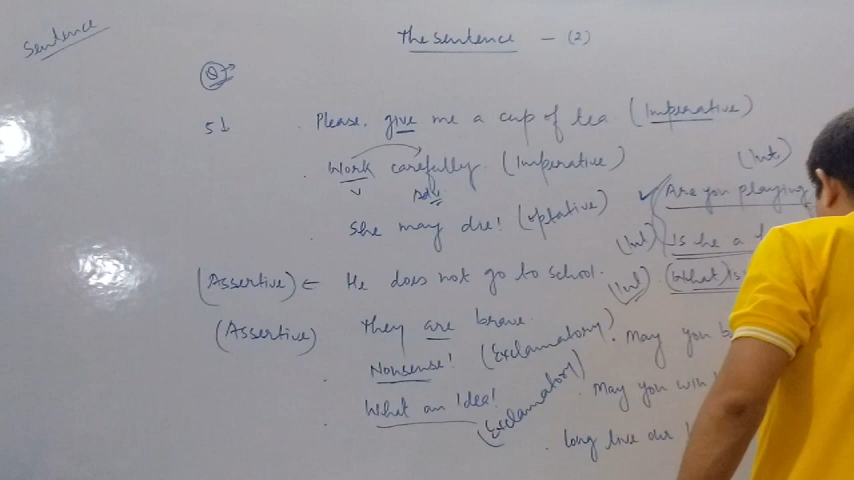 Sentence
The Sentence - (2)
Q→
Please. give me a cup of tea (Imperative)
Work carefully. (Imperative)
v Adv
She may die! (optative)
(Assertive) ← He does not go to school.
(Assertive) They are brave.
Nonsense! (Exclamatory)
What an Idea! (Exclamatory)
(Int)
Are you playing
(Int) Is he a
(Int). (What) is
. May you
. May you win
. long live our